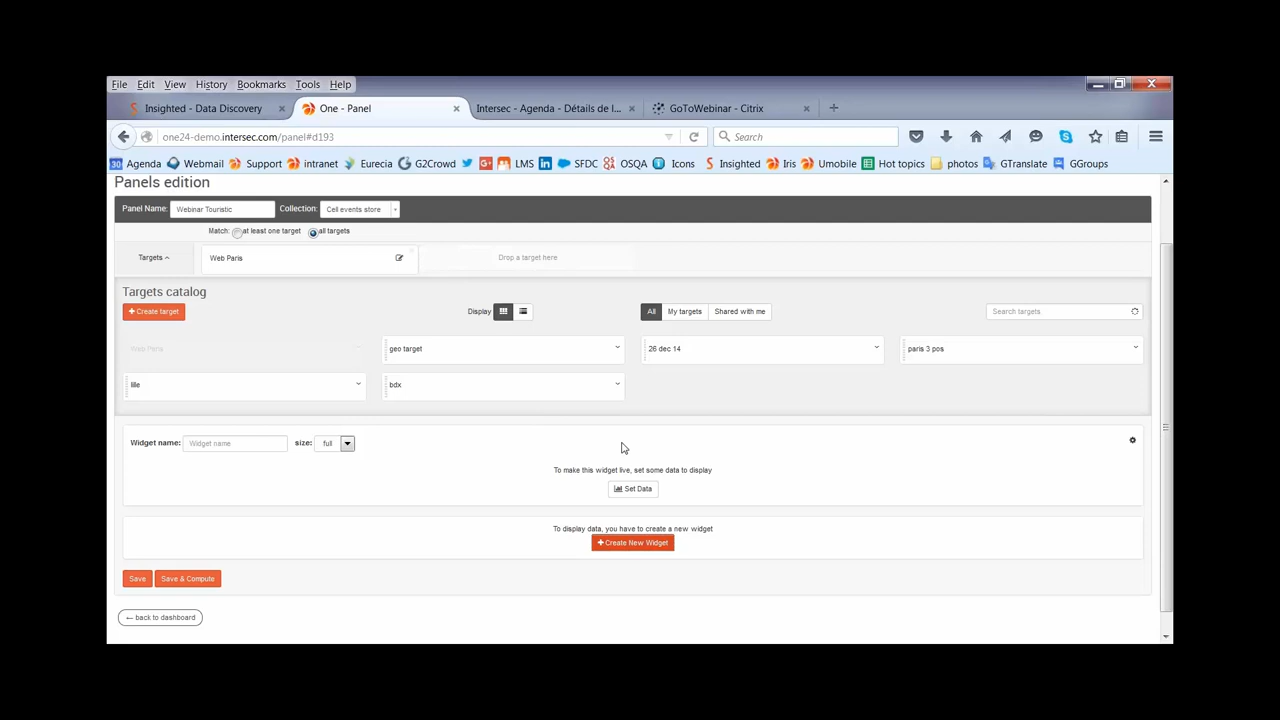 File Edit View History Bookmarks Tools Help
Insighted - Data Discovery × One - Panel × Intersec - Agenda - Détails de l... × GoToWebinar - Citrix × +
one24-demo.intersec.com/panel#d193 Search
Agenda Webmail Support intranet Eurecia G2Crowd LMS SFDC OSQA Icons Insighted Iris Umobile Hot topics photos GTranslate GGroups
Panels edition
Panel Name: Webinar Touristic Collection: Cell events store
Match: at least one target all targets
Targets Web Paris Drop a target here
Targets catalog
+Create target Display All My targets Shared with me Search targets
Web Paris geo target 26 dec 14 paris 3 pos
lille bdx
Widget name: Widget name size: full
To make this widget live, set some data to display
Set Data
To display data, you have to create a new widget
+Create New Widget
Save Save & Compute
← back to dashboard